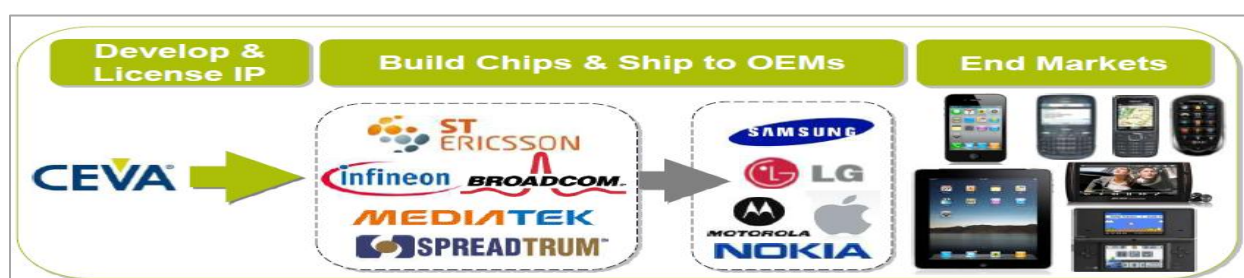 Develop &
License IP
Build Chips & Ship to OEMs
End Markets
CEVA®
ST
ERICSSON
infineon
BROADCOM
MEDIATEK
SPREADTRUM™
SAMSUNG
LG
MOTOROLA
NOKIA